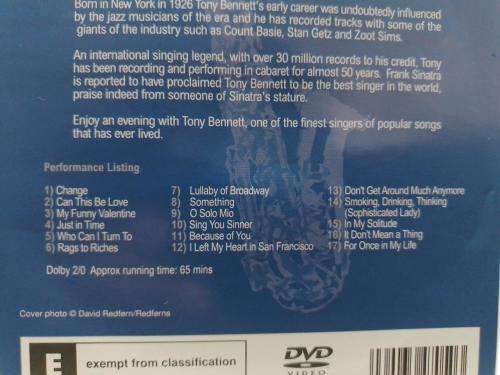 Born in New York in 1926 Tony Bennett's early career was undoubtedly influenced
by the jazz musicians of the era and he has recorded tracks with some of the
giants of the industry such as Count Basie, Stan Getz and Zoot Sims.
An international singing legend, with over 30 million records to his credit, Tony
has been recording and performing in cabaret for almost 50 years. Frank Sinatra
is reported to have proclaimed Tony Bennett to be the best singer in the world,
praise indeed from someone of Sinatra's stature.
Enjoy an evening with Tony Bennett, one of the finest singers of popular songs
that has ever lived.
Performance Listing
1) Change
2) Can This Be Love
3) My Funny Valentine
4) Just in Time
5) Who Can I Turn To
6) Rags to Riches
7) Lullaby of Broadway
8) Something
9) O Solo Mio
10) Sing You Sinner
11) Because of You
12) I Left My Heart in San Francisco
13) Don't Get Around Much Anymore
14) Smoking, Drinking, Thinking
(Sophisticated Lady)
15) In My Solitude
16) It Don't Mean a Thing
17) For Once in My Life
Dolby 2/0 Approx running time: 65 mins
Cover photo © David Redfern/Redferns
E
exempt from classification
DVD
VIDEO